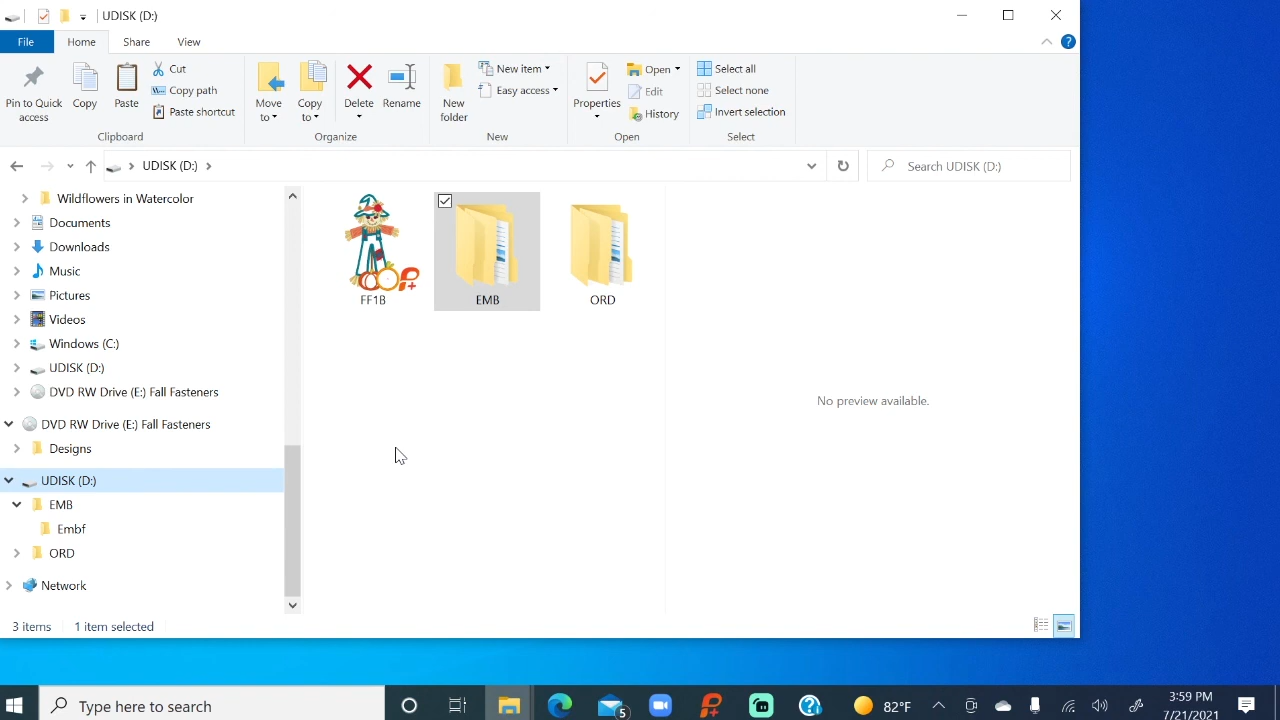 UDISK (D:)
File Home Share View
Pin to Quick access
Copy
Paste
Cut
Copy path
Paste shortcut
Clipboard
Move to
Copy to
Delete
Rename
Organize
New folder
New item
Easy access
New
Properties
Open
Edit
History
Open
Select all
Select none
Invert selection
Select
UDISK (D:)
Search UDISK (D:)
Wildflowers in Watercolor
Documents
Downloads
Music
Pictures
Videos
Windows (C:)
UDISK (D:)
DVD RW Drive (E:) Fall Fasteners
DVD RW Drive (E:) Fall Fasteners
Designs
UDISK (D:)
EMB
Embf
ORD
Network
FF1B
EMB
ORD
No preview available.
3 items 1 item selected
Type here to search
5
82°F
3:59 PM
7/21/2021